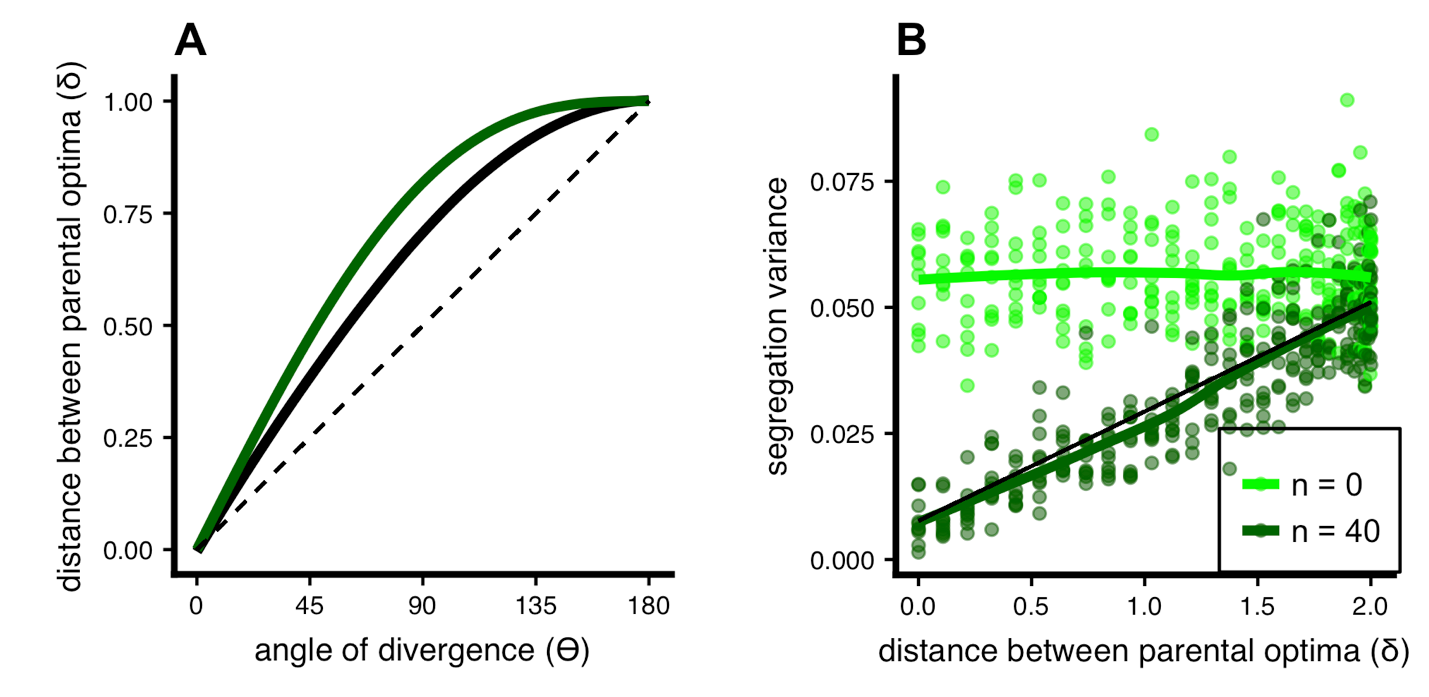 A
distance between parental optima (δ)
1.00
0.75
0.50
0.25
0.00
0
45
90
135
180
angle of divergence (Θ)
B
segregation variance
0.075
0.050
0.025
0.000
n = 0
n = 40
0.0
0.5
1.0
1.5
2.0
distance between parental optima (δ)